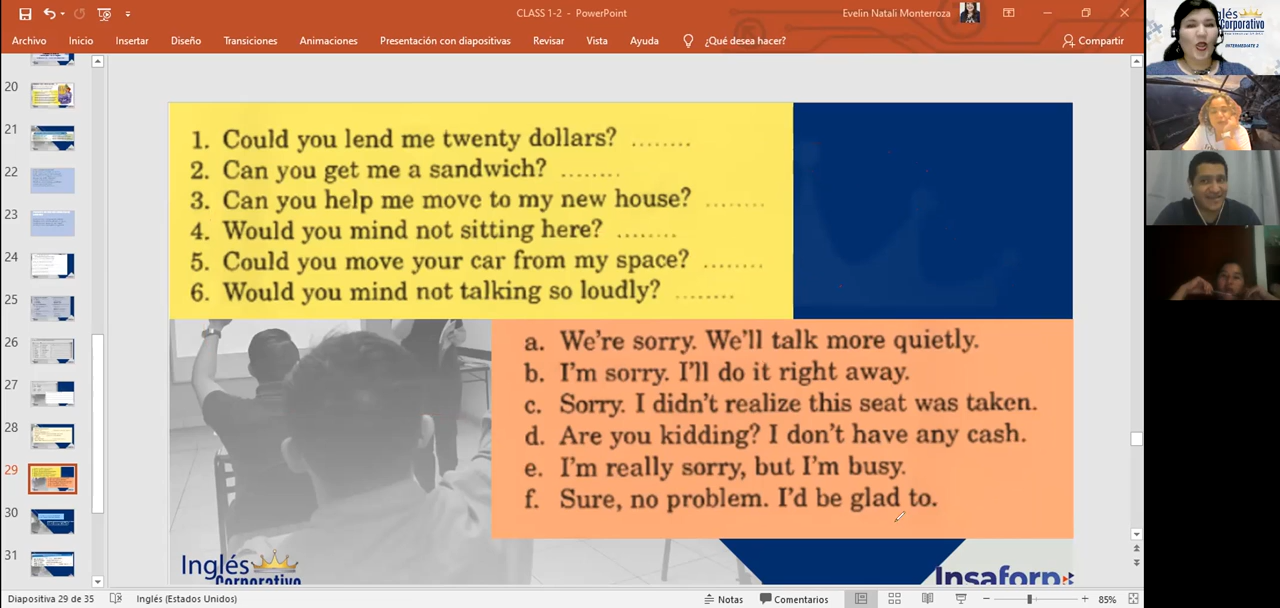 CLASS 1-2 - PowerPoint
Evelin Natali Monterroza
Archivo Inicio Insertar Diseño Transiciones Animaciones Presentación con diapositivas Revisar Vista Ayuda ¿Qué desea hacer? Compartir
20
21
22
23
24
25
26
27
28
29
30
31
1. Could you lend me twenty dollars? ........
2. Can you get me a sandwich? ........
3. Can you help me move to my new house? ........
4. Would you mind not sitting here? ........
5. Could you move your car from my space? ........
6. Would you mind not talking so loudly? ........
a. We're sorry. We'll talk more quietly.
b. I'm sorry. I'll do it right away.
c. Sorry. I didn't realize this seat was taken.
d. Are you kidding? I don't have any cash.
e. I'm really sorry, but I'm busy.
f. Sure, no problem. I'd be glad to.
Inglés
Corporativo
Insaforp
Inglés
Corporativo
INTERMEDIATE 2
Diapositiva 29 de 35 Inglés (Estados Unidos) Notas Comentarios 85%